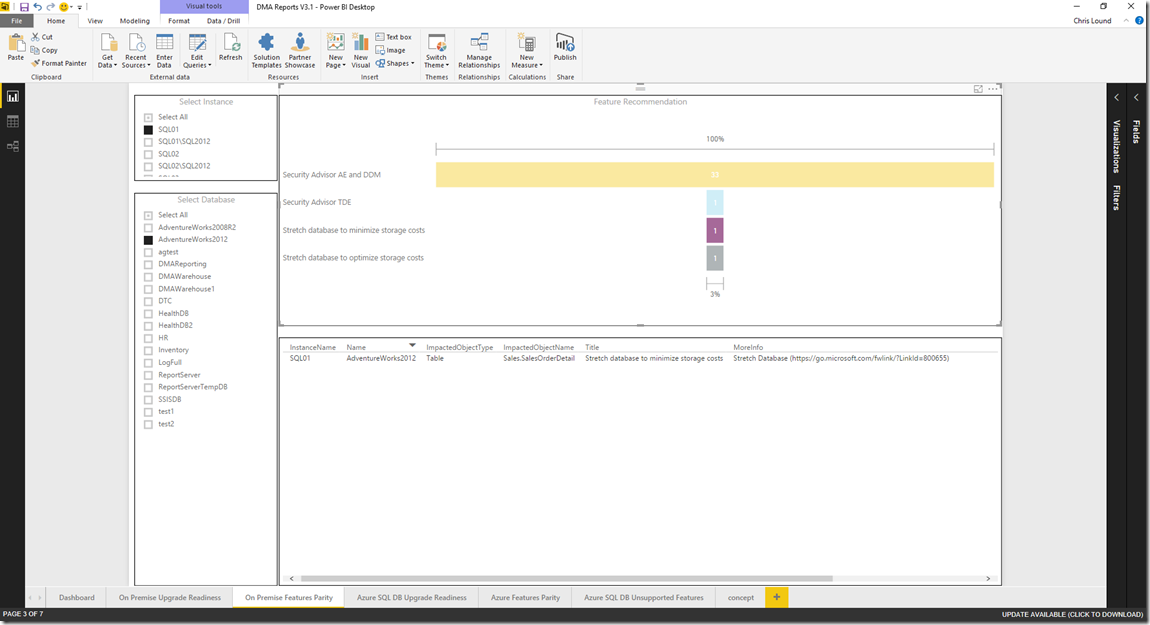 Visual tools
DMA Reports V3.1 - Power BI Desktop
File Home View Modeling Format Data / Drill
Chris Lound
Paste
Cut
Copy
Format Painter
Clipboard
Get Data
Recent Sources
Enter Data
Edit Queries
Refresh
External data
Solution Templates
Partner Showcase
Resources
New Page
New Visual
Text box
Image
Shapes
Insert
Switch Theme
Themes
Manage Relationships
Relationships
New Measure
Calculations
Publish
Share
Select Instance
Select All
SQL01
SQL01\SQL2012
SQL02
SQL02\SQL2012
Select Database
Select All
AdventureWorks2008R2
AdventureWorks2012
agtest
DMAReporting
DMAWarehouse
DMAWarehouse1
DTC
HealthDB
HealthDB2
HR
Inventory
LogFull
ReportServer
ReportServerTempDB
SSISDB
test1
test2
Feature Recommendation
100%
Security Advisor AE and DDM 33
Security Advisor TDE 1
Stretch database to minimize storage costs 1
Stretch database to optimize storage costs 1
3%
InstanceName Name ImpactedObjectType ImpactedObjectName Title MoreInfo
SQL01 AdventureWorks2012 Table Sales.SalesOrderDetail Stretch database to minimize storage costs Stretch Database (https://go.microsoft.com/fwlink/?LinkId=800655)
Visualizations
Filters
Fields
Dashboard On Premise Upgrade Readiness On Premise Features Parity Azure SQL DB Upgrade Readiness Azure Features Parity Azure SQL DB Unsupported Features concept +
PAGE 3 OF 7
UPDATE AVAILABLE (CLICK TO DOWNLOAD)